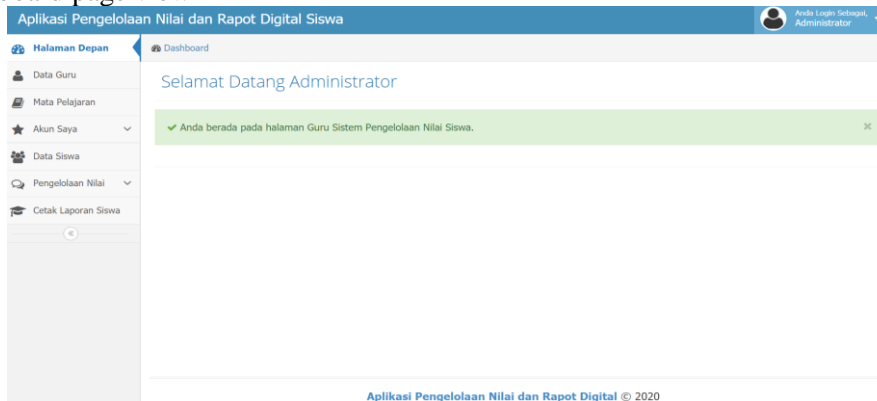 Aplikasi Pengelolaan Nilai dan Rapot Digital Siswa
Anda Login Sebagai,
Administrator
Halaman Depan
Dashboard
Data Guru
Selamat Datang Administrator
Mata Pelajaran
Akun Saya
Anda berada pada halaman Guru Sistem Pengelolaan Nilai Siswa.
Data Siswa
Pengelolaan Nilai
Cetak Laporan Siswa
Aplikasi Pengelolaan Nilai dan Rapot Digital © 2020